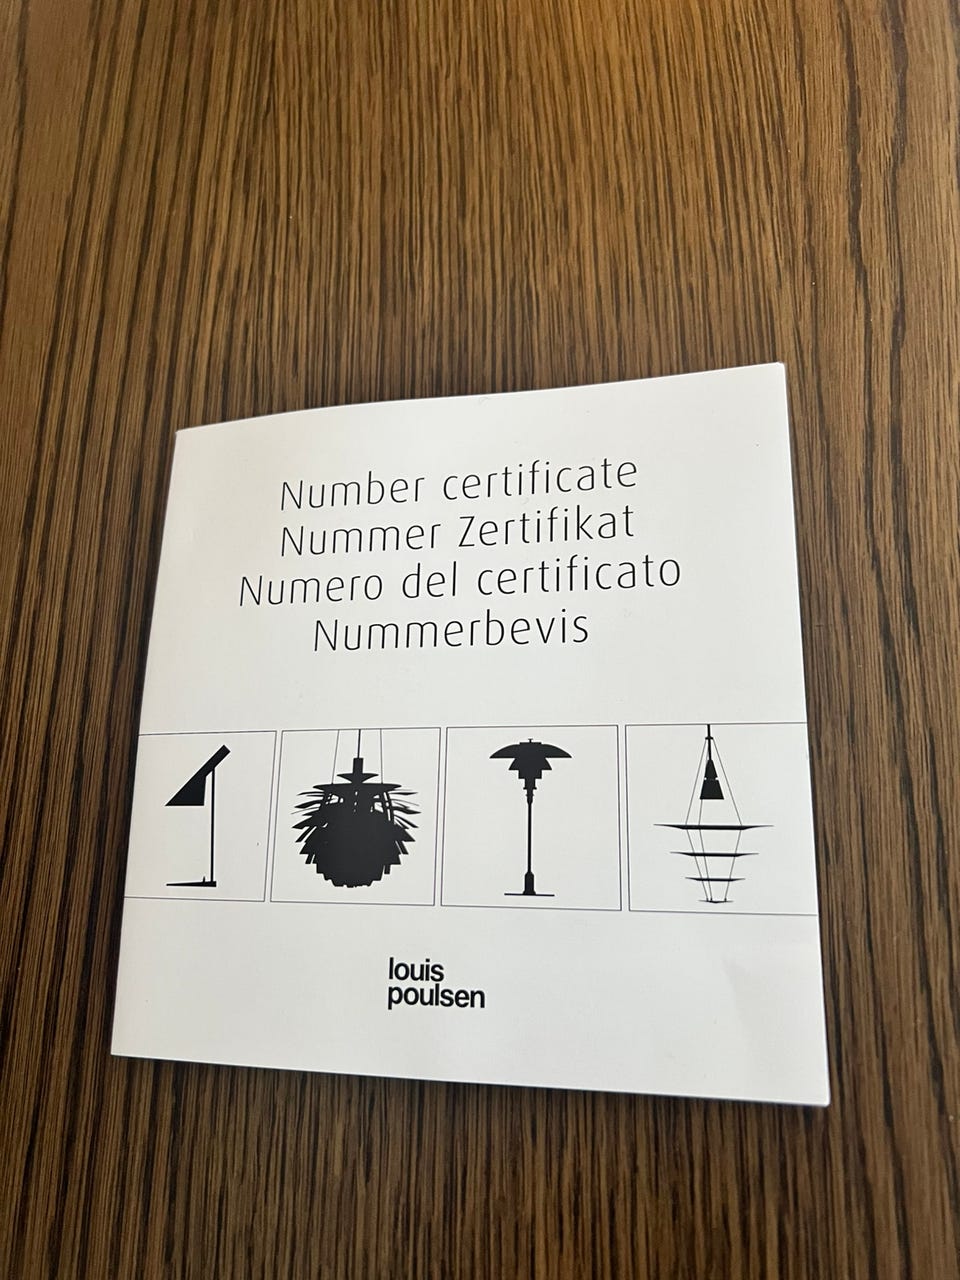 Number certificate
Nummer Zertifikat
Numero del certificato
Nummerbevis
louis
poulsen